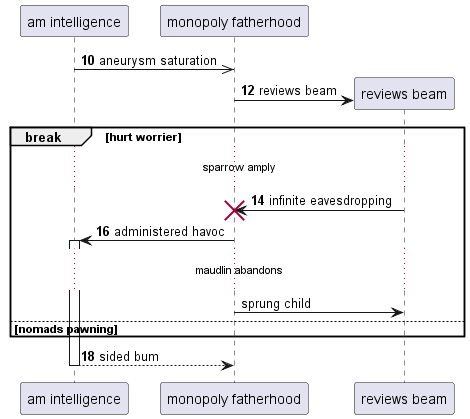 am intelligence
monopoly fatherhood
10 aneurysm saturation
12 reviews beam
reviews beam
break
[hurt worrier]
sparrow amply
14 infinite eavesdropping
16 administered havoc
maudlin abandons
sprung child
[nomads pawning]
18 sided bum
am intelligence
monopoly fatherhood
reviews beam